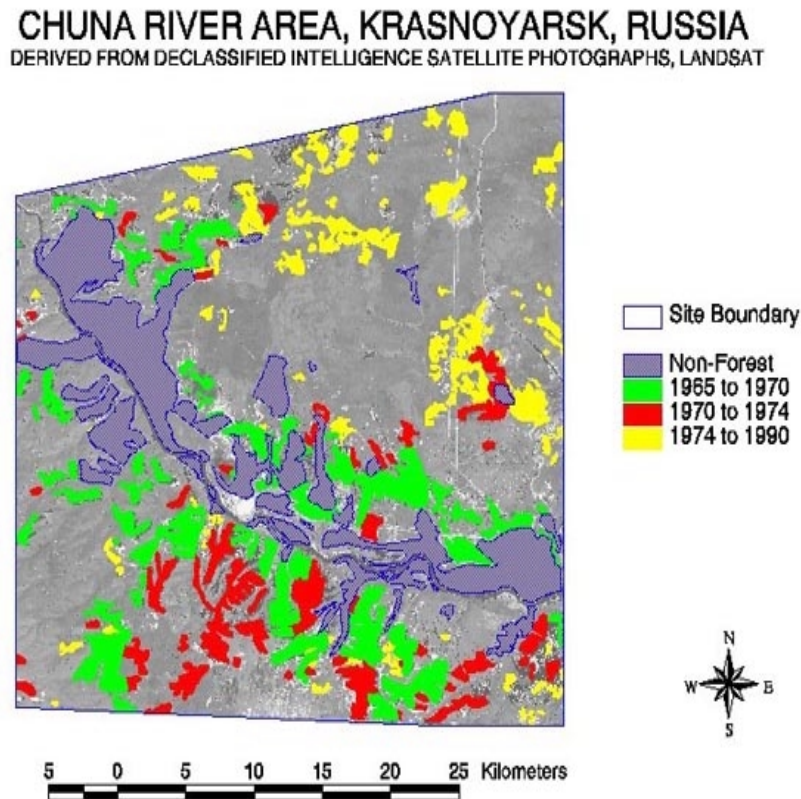 CHUNA RIVER AREA, KRASNOYARSK, RUSSIA
DERIVED FROM DECLASSIFIED INTELLIGENCE SATELLITE PHOTOGRAPHS, LANDSAT
Site Boundary
Non-Forest
1965 to 1970
1970 to 1974
1974 to 1990
N
W E
S
5 0 5 10 15 20 25 Kilometers